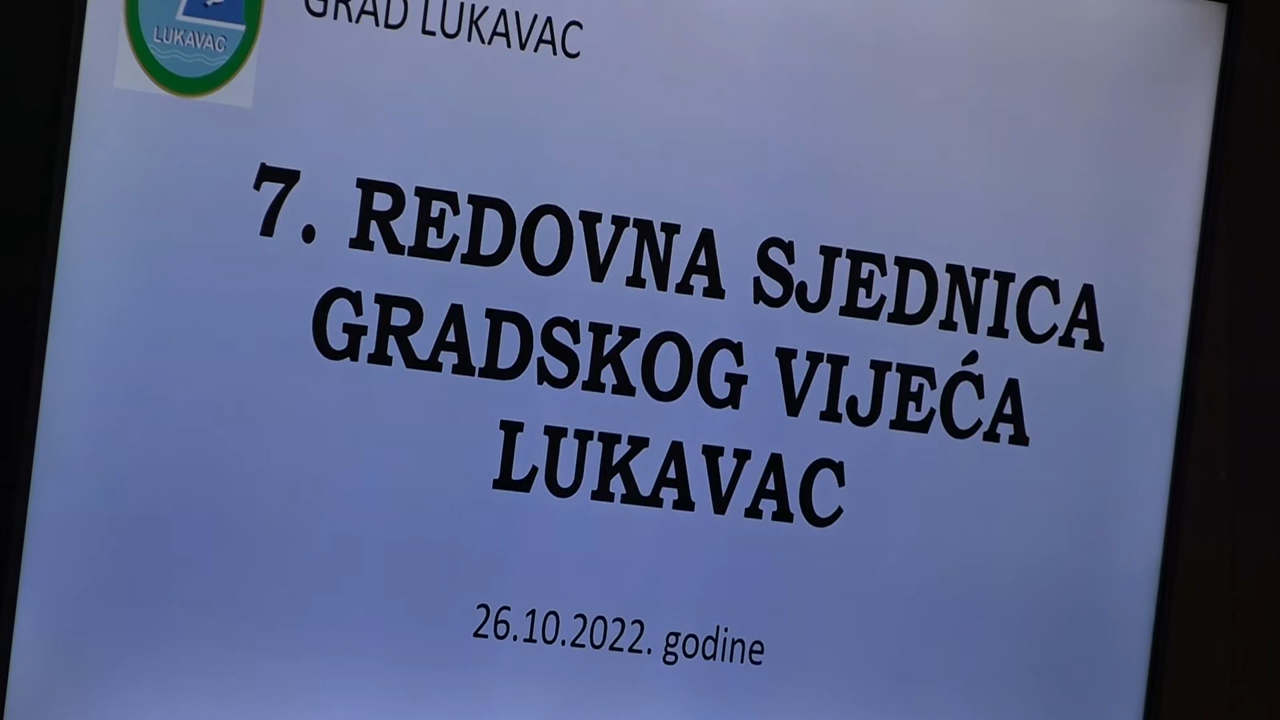 LUKAVAC
GRAD LUKAVAC
7. REDOVNA SJEDNICA
GRADSKOG VIJEĆA
LUKAVAC
26.10.2022. godine